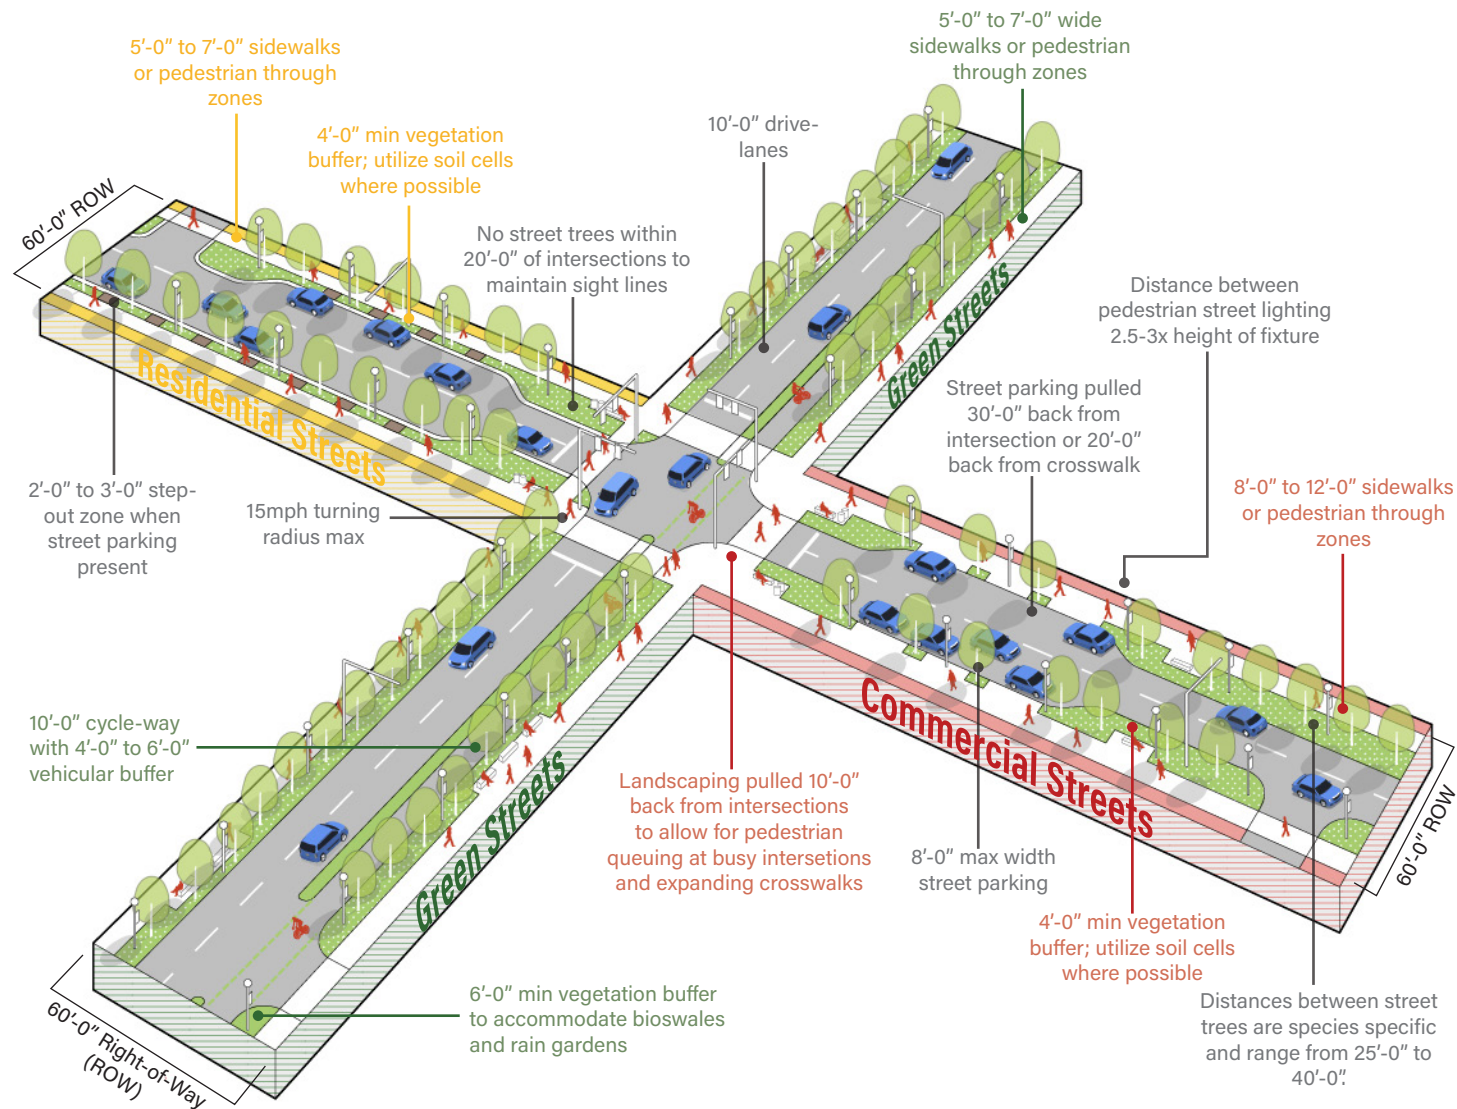 5'-0" to 7'-0" wide
sidewalks or pedestrian
through zones
5'-0" to 7'-0" sidewalks
or pedestrian through
zones
4'-0" min vegetation
buffer; utilize soil cells
where possible
10'-0" drive-
lanes
60'-0" ROW
No street trees within
20'-0" of intersections to
maintain sight lines
Distance between
pedestrian street lighting
2.5-3x height of fixture
Green Streets
Residential Streets
Street parking pulled
30'-0" back from
intersection or 20'-0"
back from crosswalk
2'-0" to 3'-0" step-
out zone when
street parking
present
15mph turning
radius max
8'-0" to 12'-0" sidewalks
or pedestrian through
zones
10'-0" cycle-way
with 4'-0" to 6'-0"
vehicular buffer
Commercial Streets
Green Streets
Landscaping pulled 10'-0"
back from intersections
to allow for pedestrian
queuing at busy intersetions
and expanding crosswalks
8'-0" max width
street parking
60'-0" ROW
4'-0" min vegetation
buffer; utilize soil cells
where possible
6'-0" min vegetation buffer
to accommodate bioswales
and rain gardens
Distances between street
trees are species specific
and range from 25'-0" to
40'-0".
60'-0" Right-of-Way
(ROW)